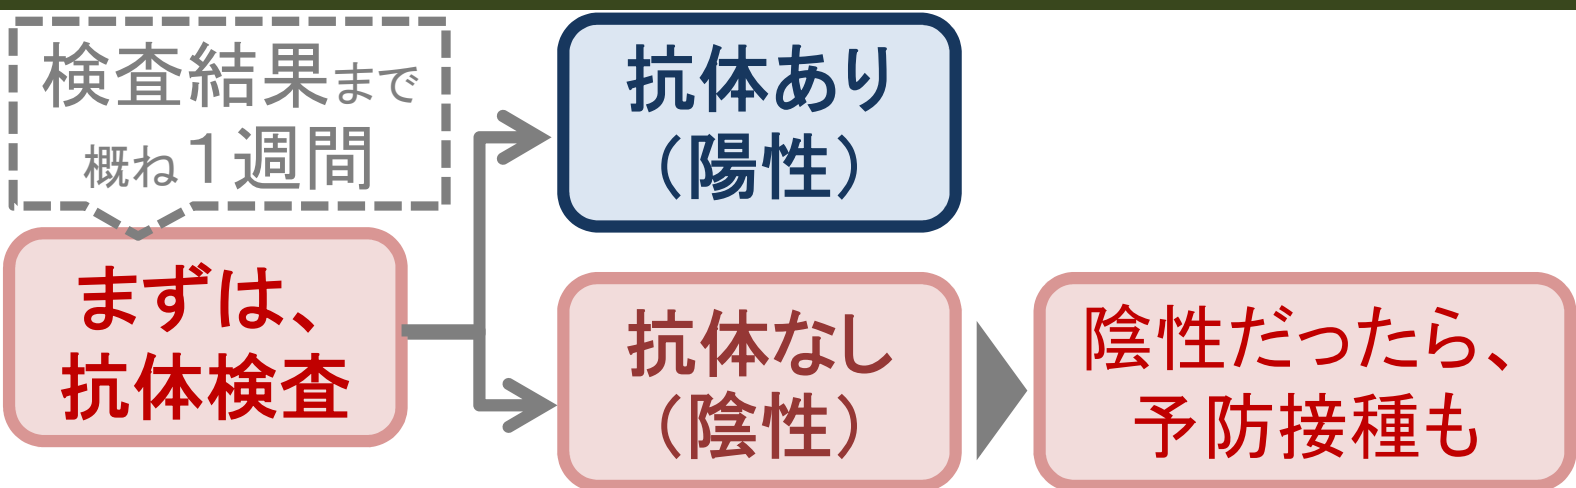 検査結果まで
概ね１週間
まずは、
抗体検査
抗体あり
（陽性）
抗体なし
（陰性）
陰性だったら、
予防接種も